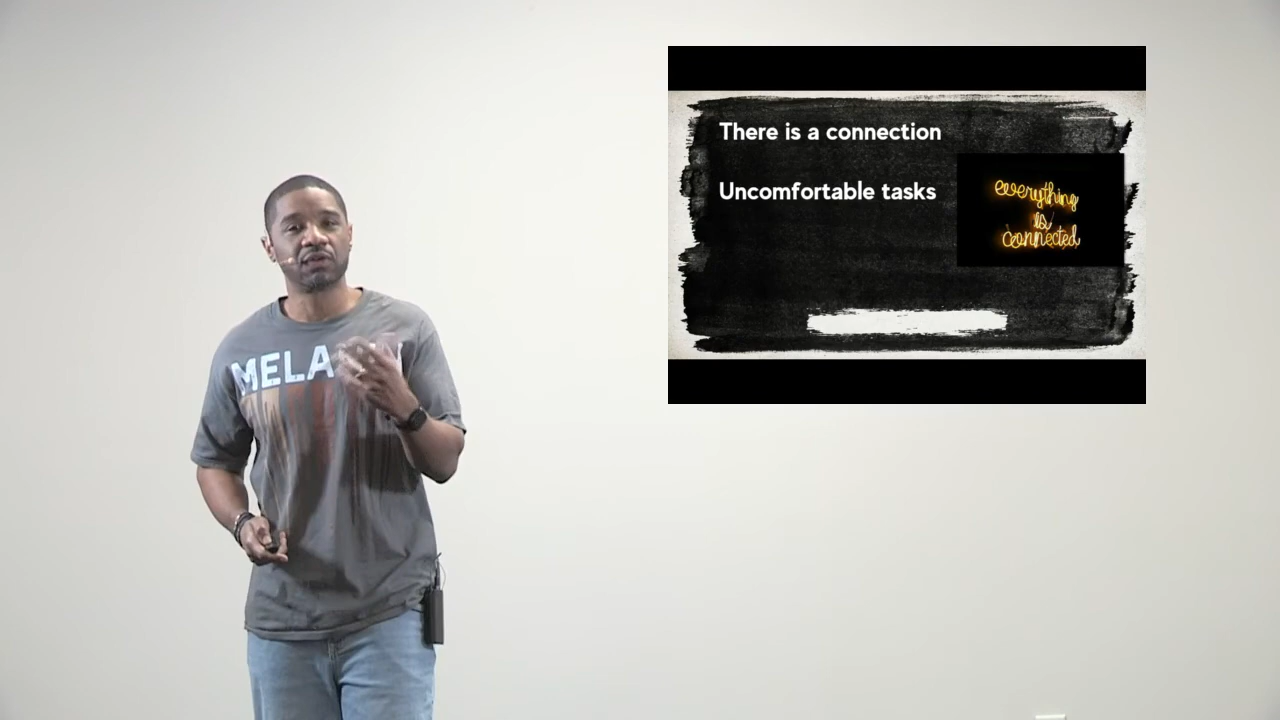 There is a connection
Uncomfortable tasks
everything
is
connected
MELA